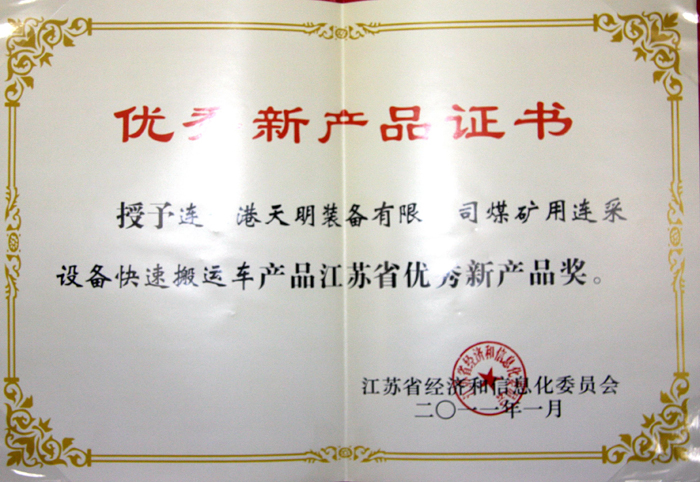 优秀新产品证书
授予连 港天明装备有限 司煤矿用连采
设备快速搬运车产品江苏省优秀新产品奖。
江苏省经济和信息化委员会
二〇一一年一月